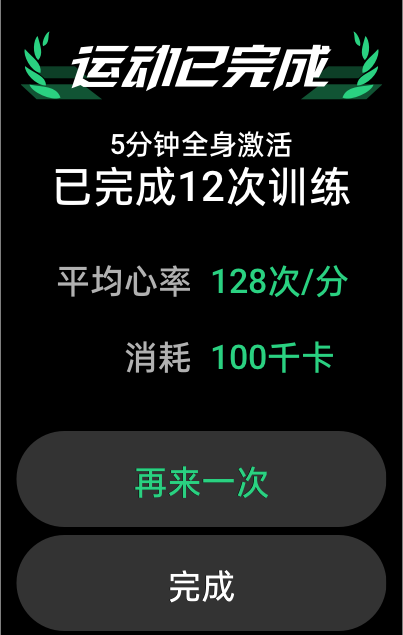 运动已完成
5分钟全身激活
已完成12次训练
平均心率 128次/分
消耗 100千卡
再来一次
完成